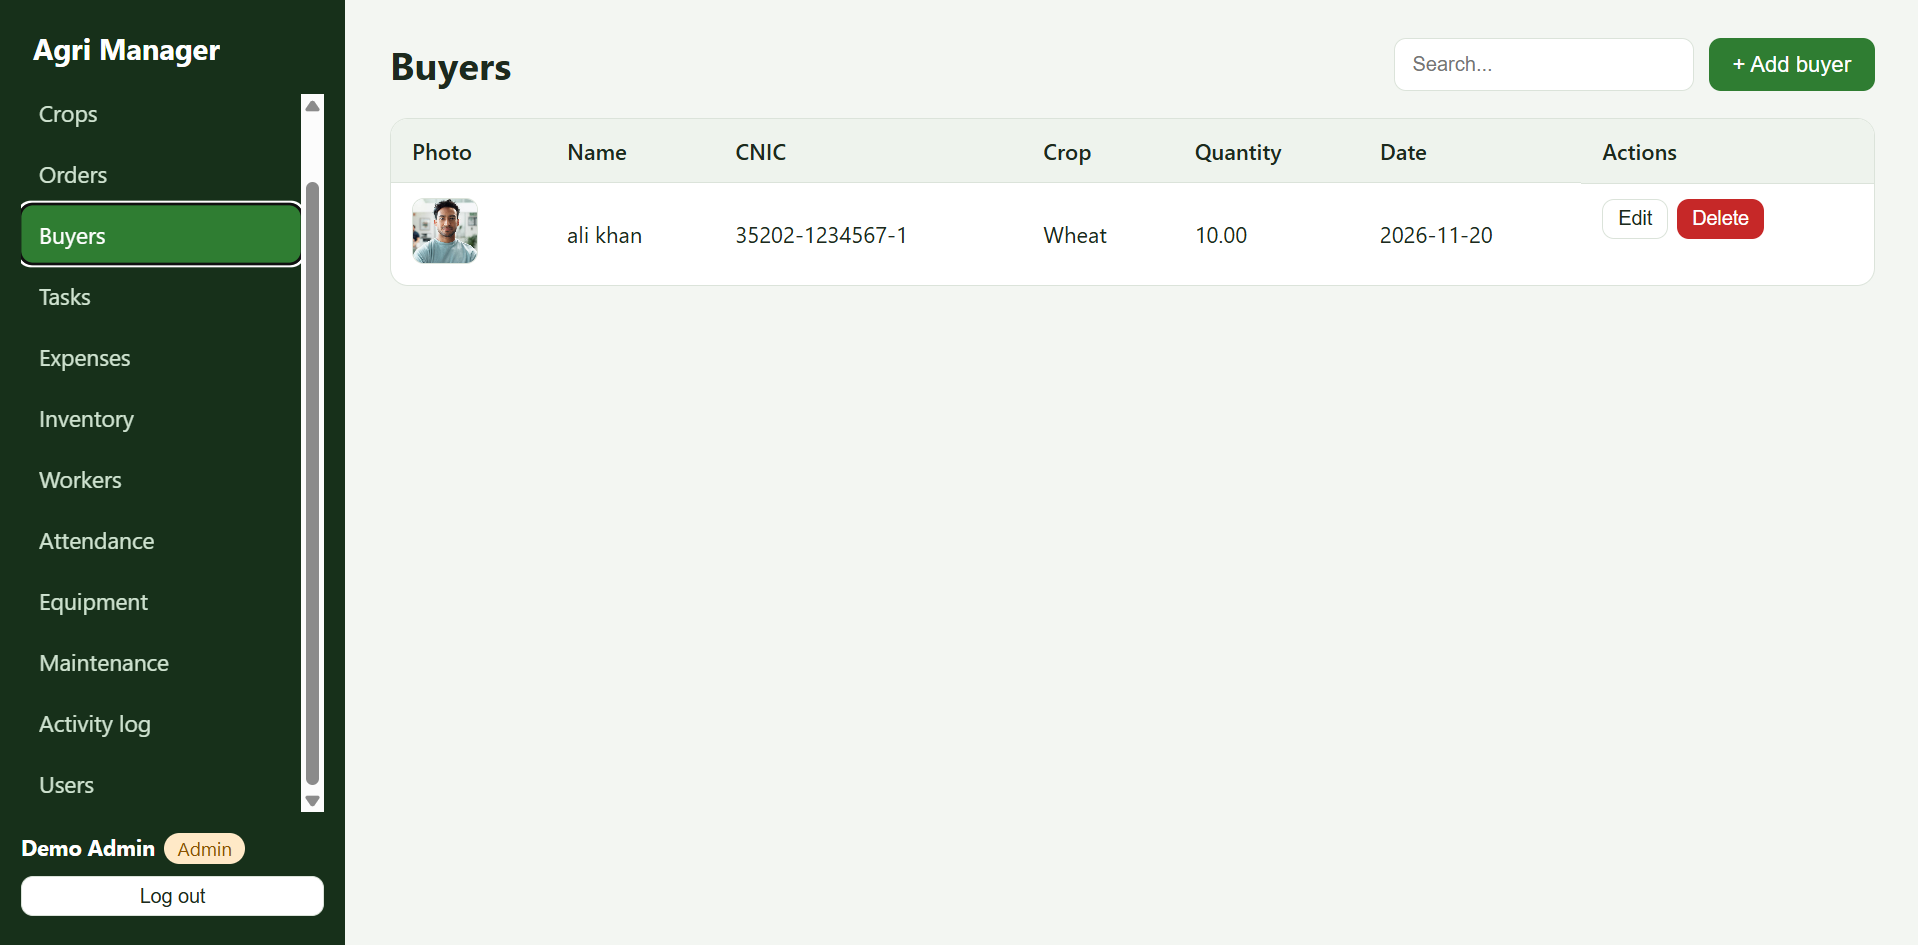 Agri Manager
Crops
Orders
Buyers
Tasks
Expenses
Inventory
Workers
Attendance
Equipment
Maintenance
Activity log
Users
Demo Admin Admin
Log out
Buyers
Search...
+ Add buyer
Photo Name CNIC Crop Quantity Date Actions
ali khan 35202-1234567-1 Wheat 10.00 2026-11-20 Edit Delete